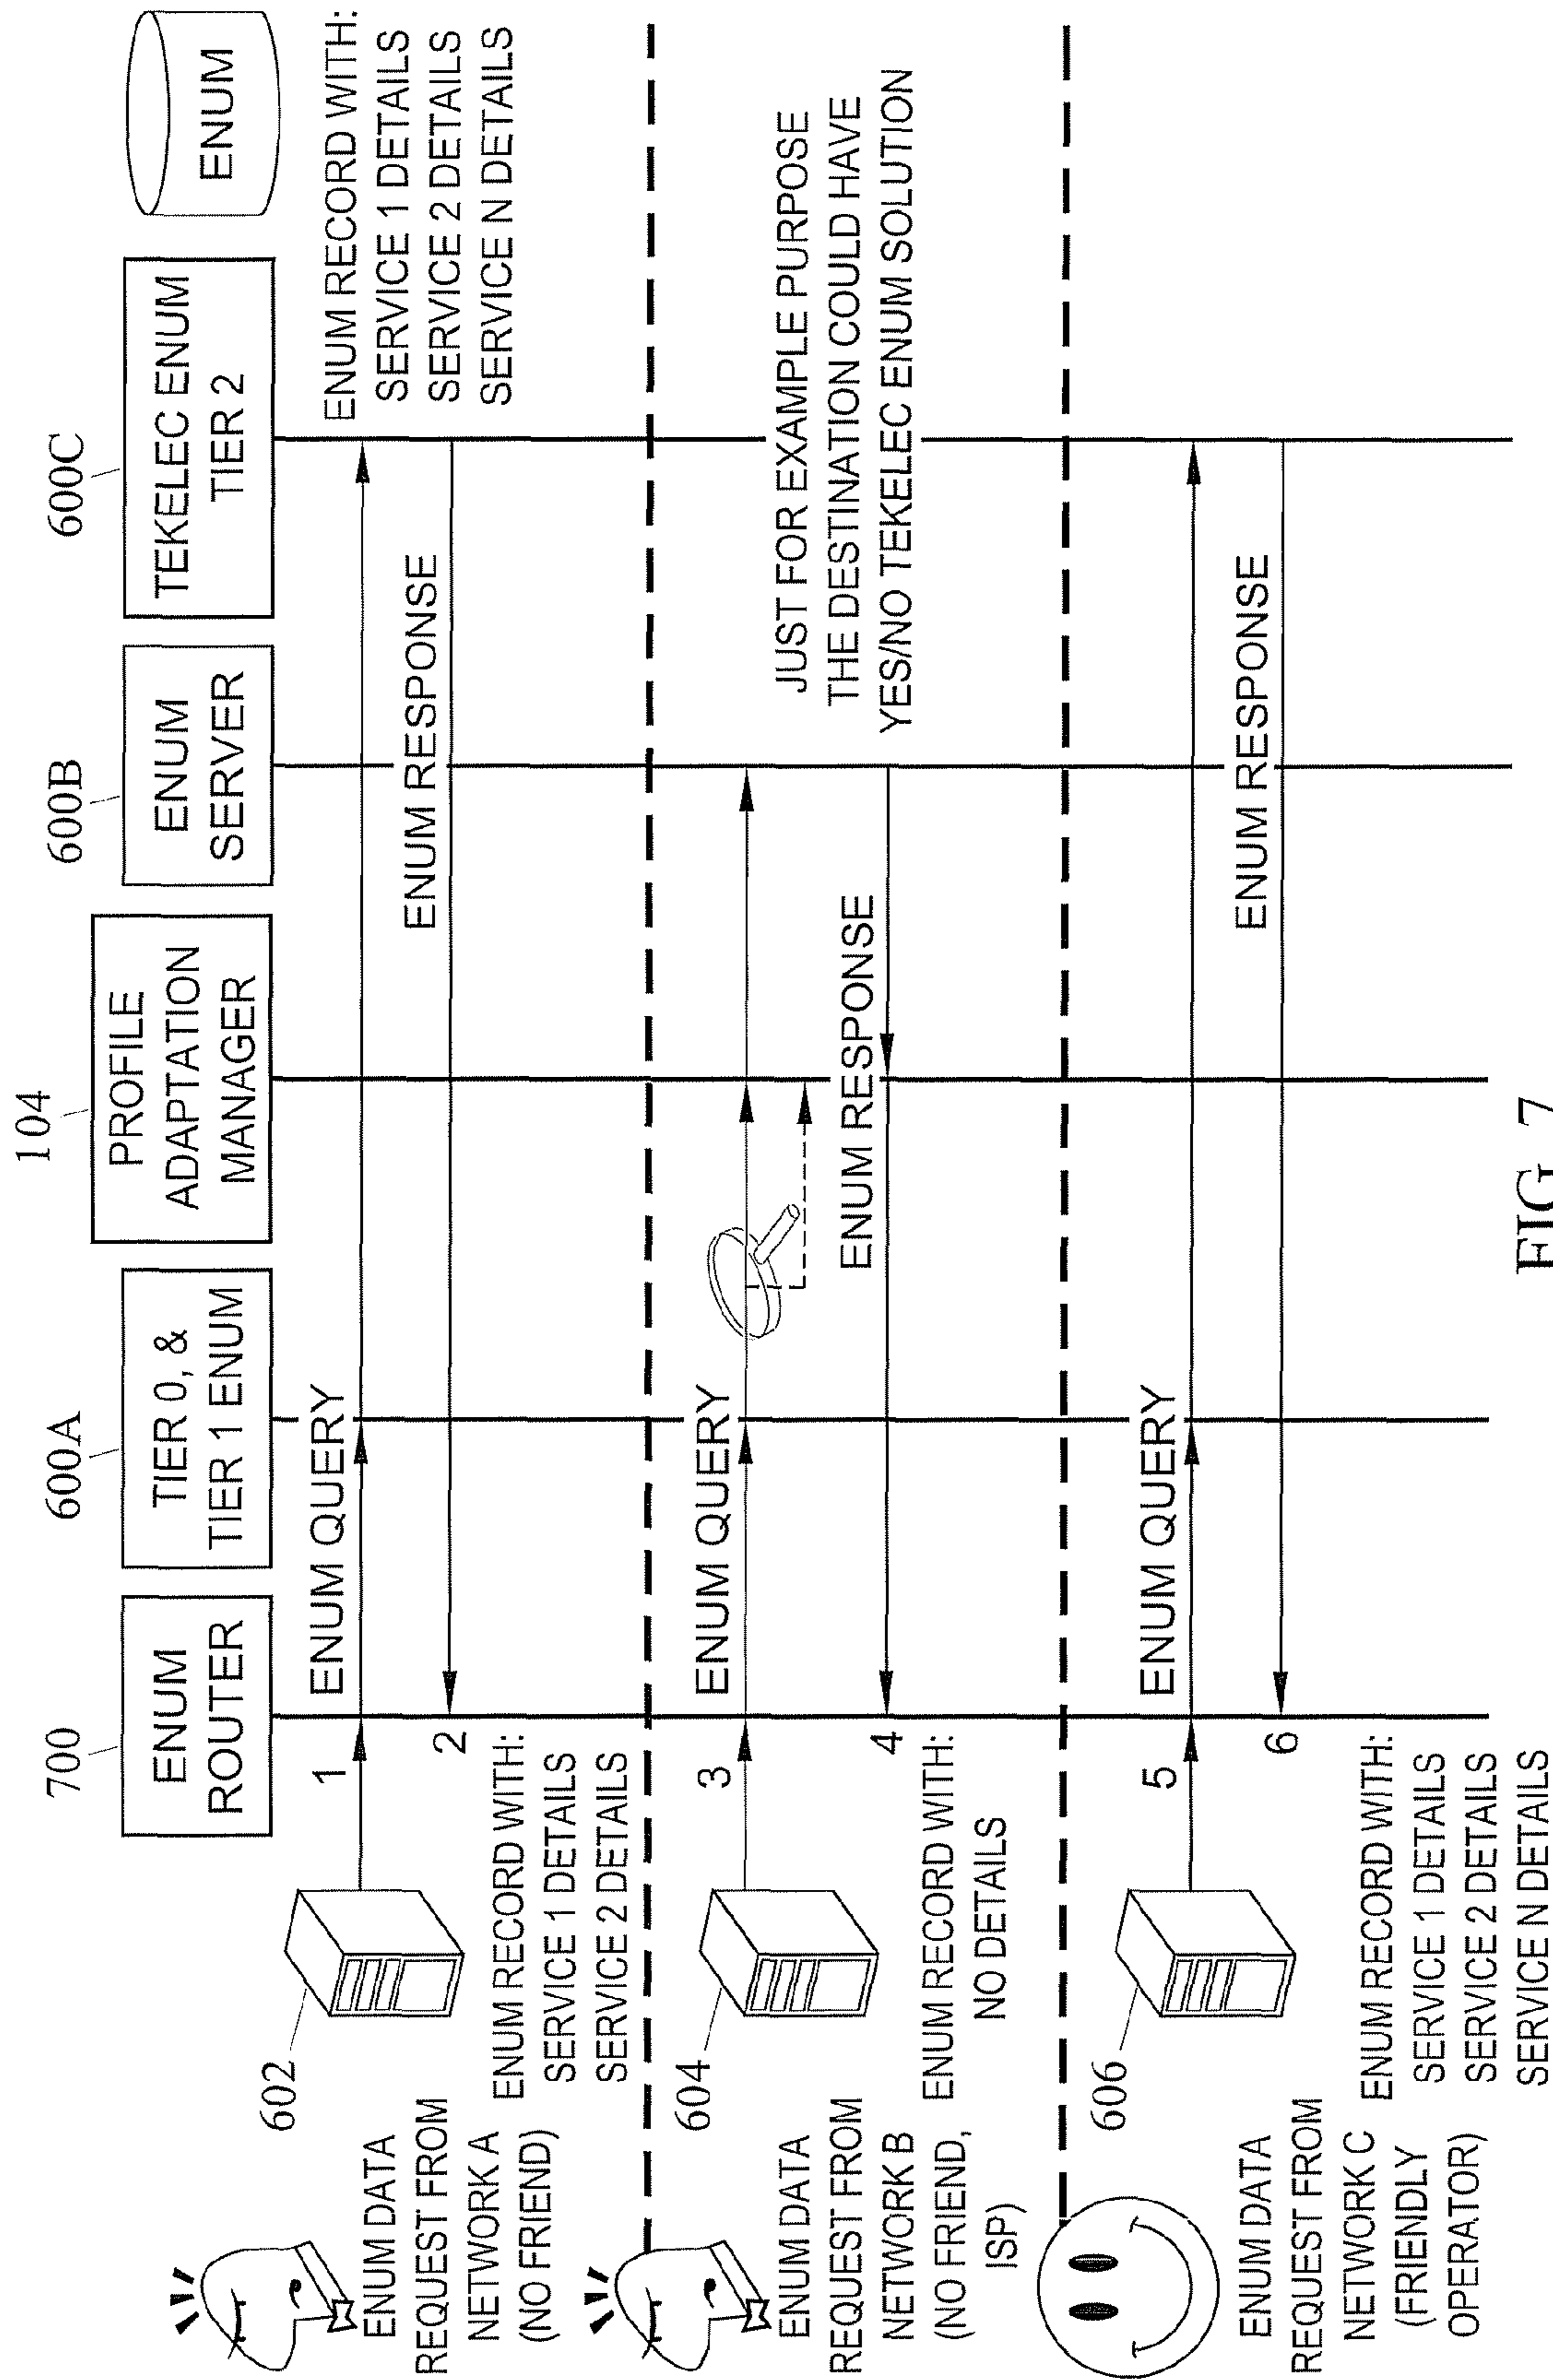 700
ENUM
ROUTER
600A
TIER 0, &
TIER 1 ENUM
104
PROFILE
ADAPTATION
MANAGER
600B
ENUM
SERVER
600C
TEKELEC ENUM
TIER 2
ENUM
602
ENUM DATA
REQUEST FROM
NETWORK A
(NO FRIEND)
1
ENUM QUERY
ENUM RESPONSE
2
ENUM RECORD WITH:
SERVICE 1 DETAILS
SERVICE 2 DETAILS
ENUM RECORD WITH:
SERVICE 1 DETAILS
SERVICE 2 DETAILS
SERVICE N DETAILS
604
ENUM DATA
REQUEST FROM
NETWORK B
(NO FRIEND,
ISP)
3
ENUM QUERY
ENUM RESPONSE
4
ENUM RECORD WITH:
NO DETAILS
JUST FOR EXAMPLE PURPOSE
THE DESTINATION COULD HAVE
YES/NO TEKELEC ENUM SOLUTION
606
ENUM DATA
REQUEST FROM
NETWORK C
(FRIENDLY
OPERATOR)
5
ENUM QUERY
ENUM RESPONSE
6
ENUM RECORD WITH:
SERVICE 1 DETAILS
SERVICE 2 DETAILS
SERVICE N DETAILS
FIG. 7